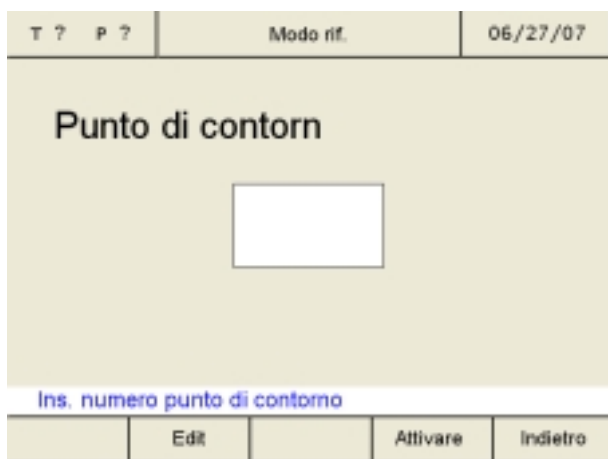 T ? P ? Modo rif. 06/27/07
Punto di contorn
Ins. numero punto di contorno
Edit Attivare Indietro